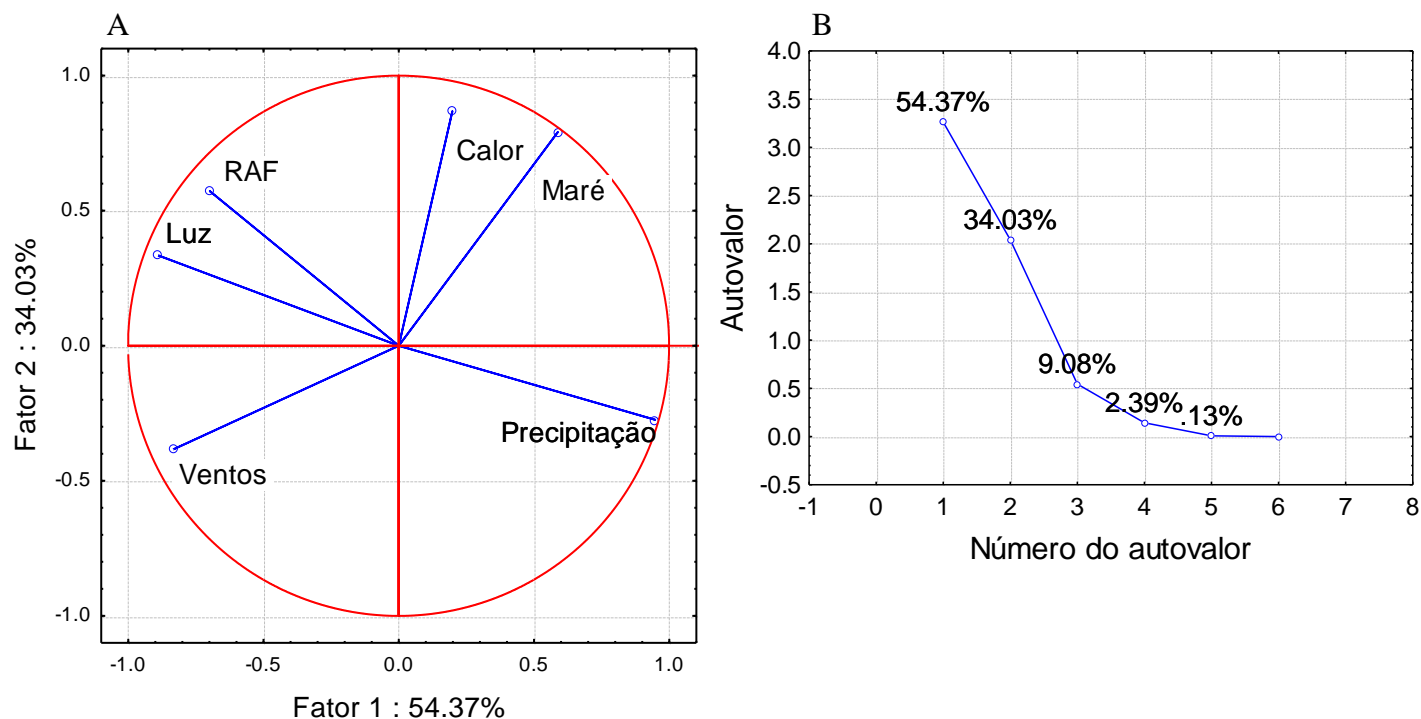 A
1.0
0.5
0.0
-0.5
-1.0
Fator 2 : 34.03%
RAF
Luz
Calor
Maré
Ventos
Precipitação
-1.0 -0.5 0.0 0.5 1.0
Fator 1 : 54.37%
B
4.0
3.5
3.0
2.5
2.0
1.5
1.0
0.5
0.0
-0.5
Autovalor
54.37%
34.03%
9.08%
2.39%
.13%
-1 0 1 2 3 4 5 6 7 8
Número do autovalor